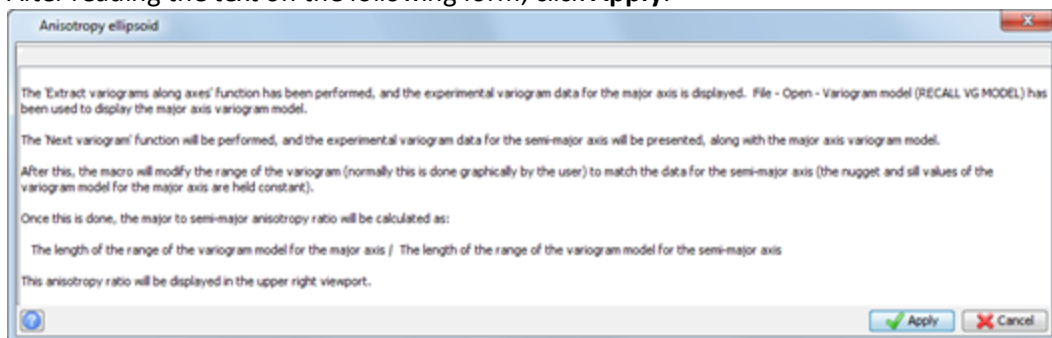 After reading the text on the following form, click Apply.
Anisotropy ellipsoid
The 'Extract variograms along axes' function has been performed, and the experimental variogram data for the major axis is displayed. File - Open - Variogram model (RECALL VG MODEL) has
been used to display the major axis variogram model.
The 'Next variogram' function will be performed, and the experimental variogram data for the semi-major axis will be presented, along with the major axis variogram model.
After this, the macro will modify the range of the variogram (normally this is done graphically by the user) to match the data for the semi-major axis (the nugget and sill values of the
variogram model for the major axis are held constant).
Once this is done, the major to semi-major anisotropy ratio will be calculated as:
The length of the range of the variogram model for the major axis / The length of the range of the variogram model for the semi-major axis
This anisotropy ratio will be displayed in the upper right viewport.
Apply Cancel